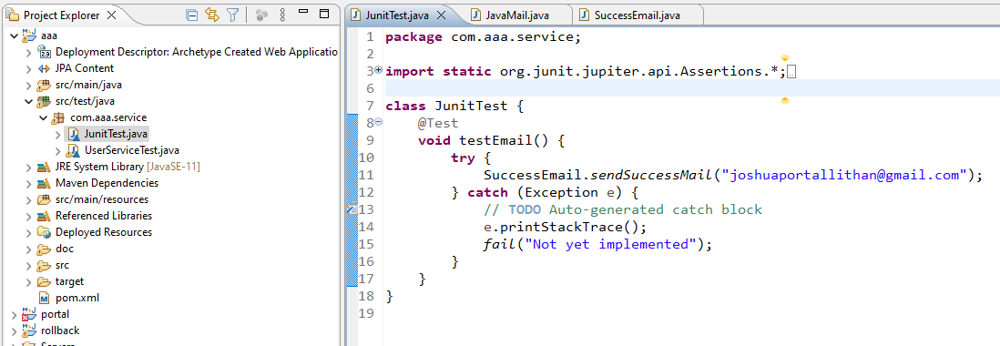 Project Explorer
aaa
Deployment Descriptor: Archetype Created Web Applicatio
JPA Content
src/main/java
src/test/java
com.aaa.service
JunitTest.java
UserServiceTest.java
JRE System Library [JavaSE-11]
Maven Dependencies
src/main/resources
Referenced Libraries
Deployed Resources
doc
src
target
pom.xml
portal
rollback
Servers
JunitTest.java JavaMail.java SuccessEmail.java
1 package com.aaa.service;
2
3 import static org.junit.jupiter.api.Assertions.*;
6
7 class JunitTest {
8 @Test
9 void testEmail() {
10 try {
11 SuccessEmail.sendSuccessMail("joshuaportallithan@gmail.com");
12 } catch (Exception e) {
13 // TODO Auto-generated catch block
14 e.printStackTrace();
15 fail("Not yet implemented");
16 }
17 }
18 }
19